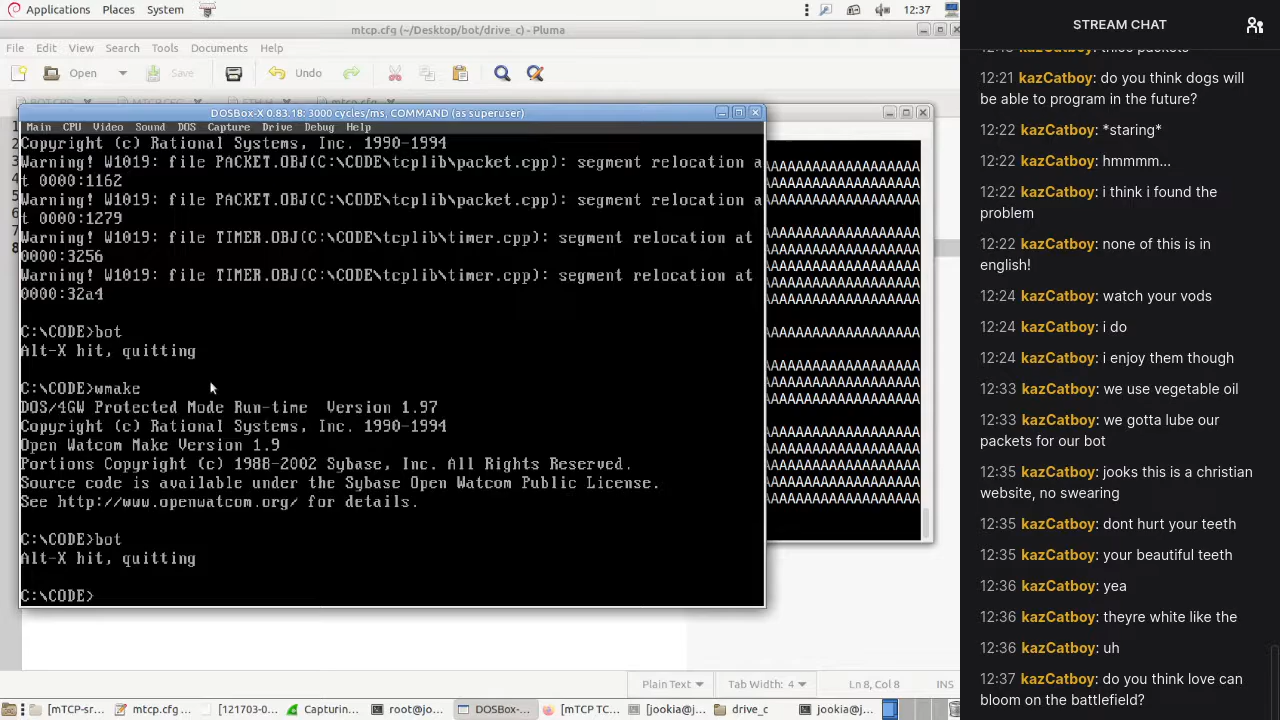 Applications Places System 12:37
mtcp.cfg (~/Desktop/bot/drive_c) - Pluma
File Edit View Search Tools Documents Help
Open Save Undo
DOSBox-X 0.83.18: 3000 cycles/ms, COMMAND (as superuser)
Main CPU Video Sound DOS Capture Drive Debug Help
Copyright (c) Rational Systems, Inc. 1990-1994
Warning! W1019: file PACKET.OBJ(C:\CODE\tcplib\packet.cpp): segment relocation a
t 0000:1162
Warning! W1019: file PACKET.OBJ(C:\CODE\tcplib\packet.cpp): segment relocation a
t 0000:1279
Warning! W1019: file TIMER.OBJ(C:\CODE\tcplib\timer.cpp): segment relocation at
0000:3256
Warning! W1019: file TIMER.OBJ(C:\CODE\tcplib\timer.cpp): segment relocation at
0000:32a4
C:\CODE>bot
Alt-X hit, quitting
C:\CODE>wmake
DOS/4GW Protected Mode Run-time Version 1.97
Copyright (c) Rational Systems, Inc. 1990-1994
Open Watcom Make Version 1.9
Portions Copyright (c) 1988-2002 Sybase, Inc. All Rights Reserved.
Source code is available under the Sybase Open Watcom Public License.
See http://www.openwatcom.org/ for details.
C:\CODE>bot
Alt-X hit, quitting
C:\CODE>
Plain Text Tab Width: 4 Ln 8, Col 8 INS
[mTCP-sr... mtcp.cfg (... [121703-0... Capturin... root@jo... DOSBox-... [mTCP TC... [jookia@j... drive_c jookia@j...
STREAM CHAT
12:21 kazCatboy: do you think dogs will
be able to program in the future?
12:22 kazCatboy: *staring*
12:22 kazCatboy: hmmmm...
12:22 kazCatboy: i think i found the
problem
12:22 kazCatboy: none of this is in
english!
12:24 kazCatboy: watch your vods
12:24 kazCatboy: i do
12:24 kazCatboy: i enjoy them though
12:33 kazCatboy: we use vegetable oil
12:33 kazCatboy: we gotta lube our
packets for our bot
12:35 kazCatboy: jooks this is a christian
website, no swearing
12:35 kazCatboy: dont hurt your teeth
12:35 kazCatboy: your beautiful teeth
12:36 kazCatboy: yea
12:36 kazCatboy: theyre white like the
12:36 kazCatboy: uh
12:37 kazCatboy: do you think love can
bloom on the battlefield?